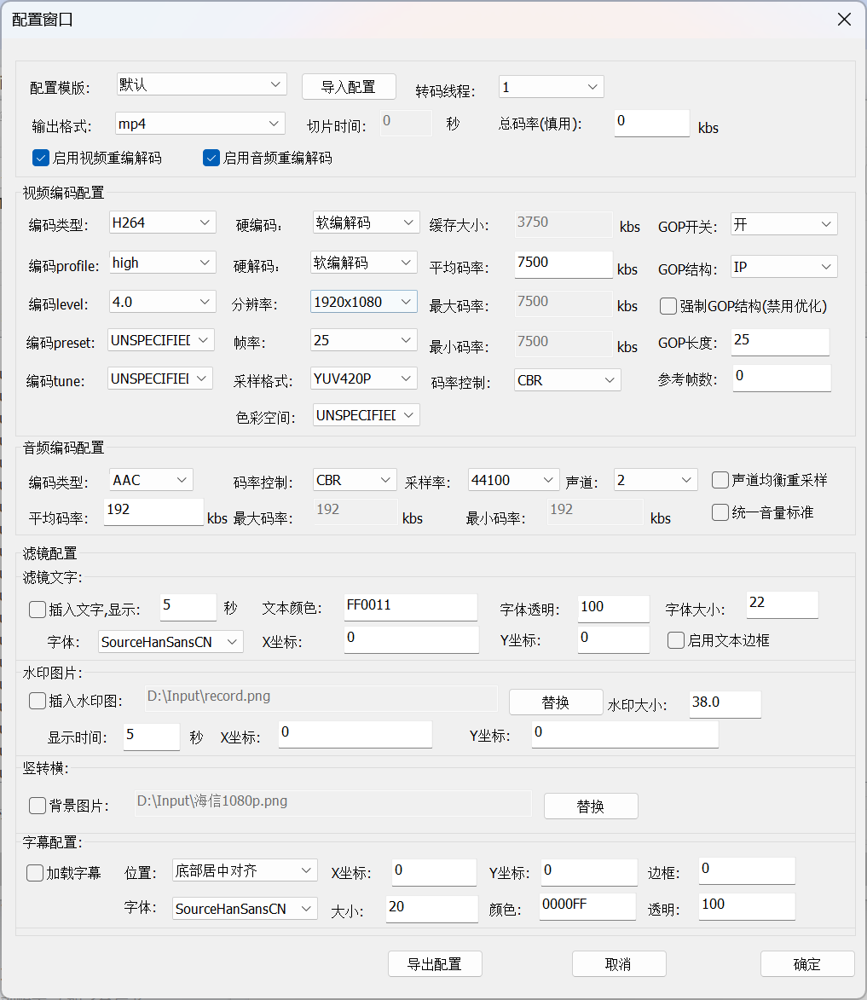 配置窗口
配置模版: 默认 导入配置 转码线程: 1
输出格式: mp4 切片时间: 0 秒 总码率(慎用): 0 kbs
启用视频重编解码 启用音频重编解码
视频编码配置
编码类型: H264 硬编码: 软编解码 缓存大小: 3750 kbs GOP开关: 开
编码profile: high 硬解码: 软编解码 平均码率: 7500 kbs GOP结构: IP
编码level: 4.0 分辨率: 1920x1080 最大码率: 7500 kbs 强制GOP结构(禁用优化)
编码preset: UNSPECIFIED 帧率: 25 最小码率: 7500 kbs GOP长度: 25
编码tune: UNSPECIFIEI 采样格式: YUV420P 码率控制: CBR 参考帧数: 0
色彩空间: UNSPECIFIED
音频编码配置
编码类型: AAC 码率控制: CBR 采样率: 44100 声道: 2 声道均衡重采样
平均码率: 192 kbs 最大码率: 192 kbs 最小码率: 192 kbs 统一音量标准
滤镜配置
滤镜文字:
插入文字,显示: 5 秒 文本颜色: FF0011 字体透明: 100 字体大小: 22
字体: SourceHanSansCN X坐标: 0 Y坐标: 0 启用文本边框
水印图片:
插入水印图: D:\Input\record.png 替换 水印大小: 38.0
显示时间: 5 秒 X坐标: 0 Y坐标: 0
竖转横:
背景图片: D:\Input\海信1080p.png 替换
字幕配置:
加载字幕 位置: 底部居中对齐 X坐标: 0 Y坐标: 0 边框: 0
字体: SourceHanSansCN 大小: 20 颜色: 0000FF 透明: 100
导出配置 取消 确定